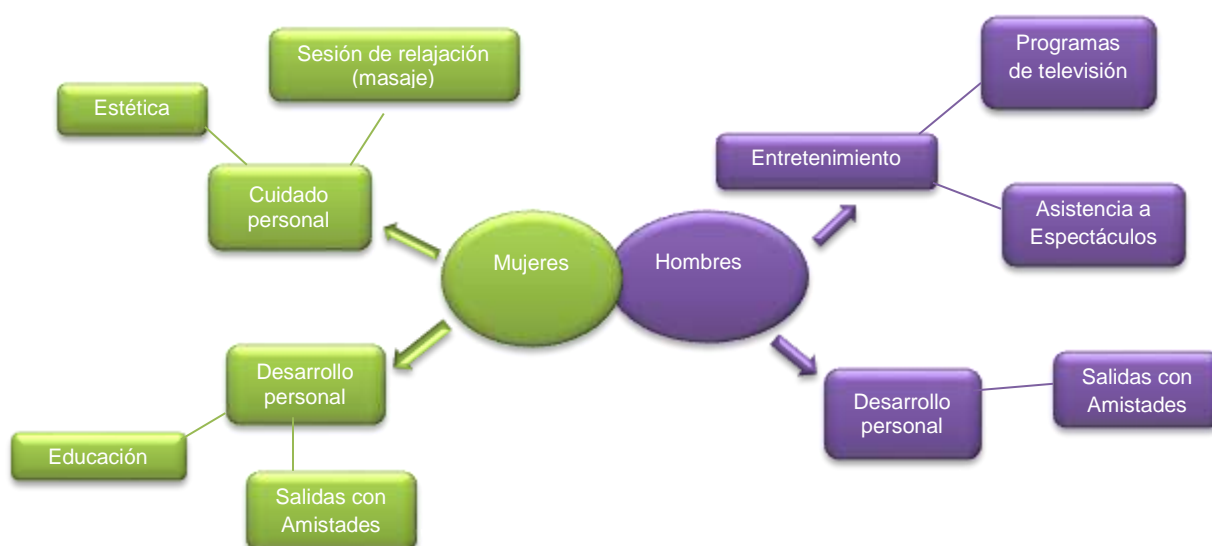 Sesión de relajación
(masaje)
Estética
Cuidado
personal
Mujeres
Desarrollo
personal
Educación
Salidas con
Amistades
Hombres
Programas
de televisión
Entretenimiento
Asistencia a
Espectáculos
Desarrollo
personal
Salidas con
Amistades